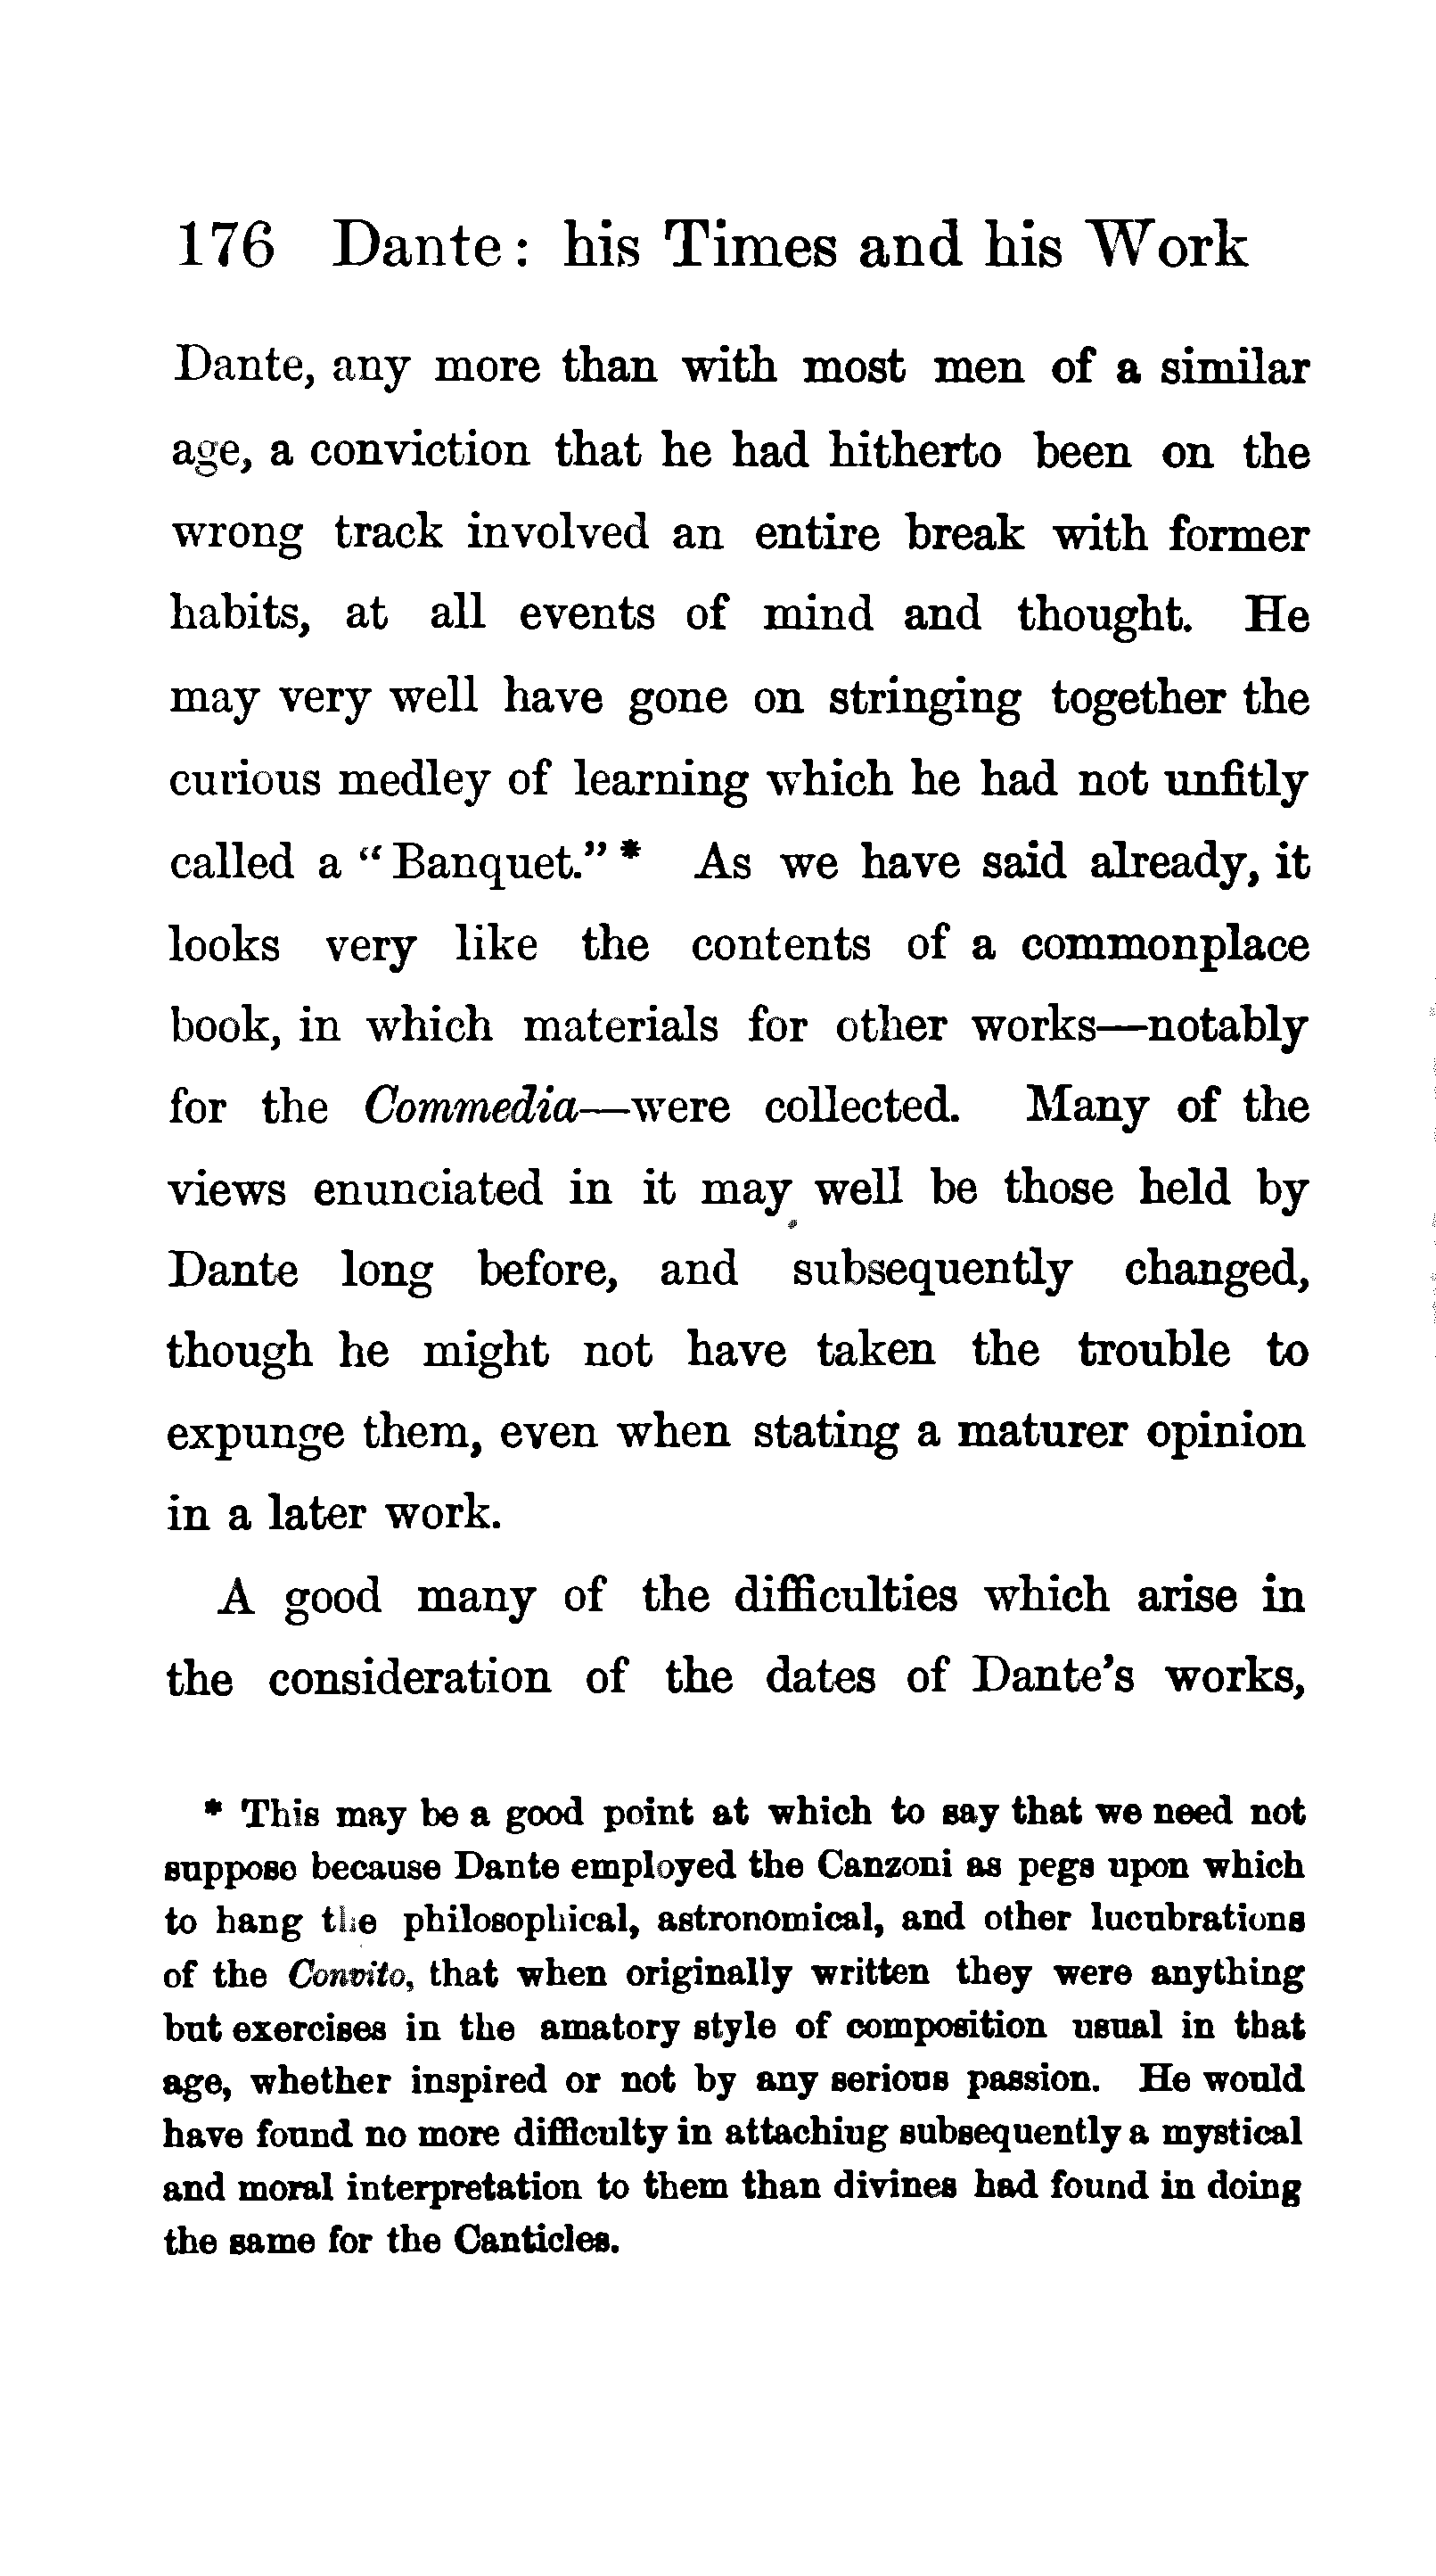 176 Dante: his Times and his Work
Dante, any more than with most men of a similar
age, a conviction that he had hitherto been on the
wrong track involved an entire break with former
habits, at all events of mind and thought. He
may very well have gone on stringing together the
curious medley of learning which he had not unfitly
called a "Banquet." * As we have said already, it
looks very like the contents of a commonplace
book, in which materials for other works—notably
for the Commedia—were collected. Many of the
views enunciated in it may well be those held by
Dante long before, and subsequently changed,
though he might not have taken the trouble to
expunge them, even when stating a maturer opinion
in a later work.
A good many of the difficulties which arise in
the consideration of the dates of Dante's works,
* This may be a good point at which to say that we need not
suppose because Dante employed the Canzoni as pegs upon which
to hang the philosophical, astronomical, and other lucubrations
of the Convito, that when originally written they were anything
but exercises in the amatory style of composition usual in that
age, whether inspired or not by any serious passion. He would
have found no more difficulty in attaching subsequently a mystical
and moral interpretation to them than divines had found in doing
the same for the Canticles.